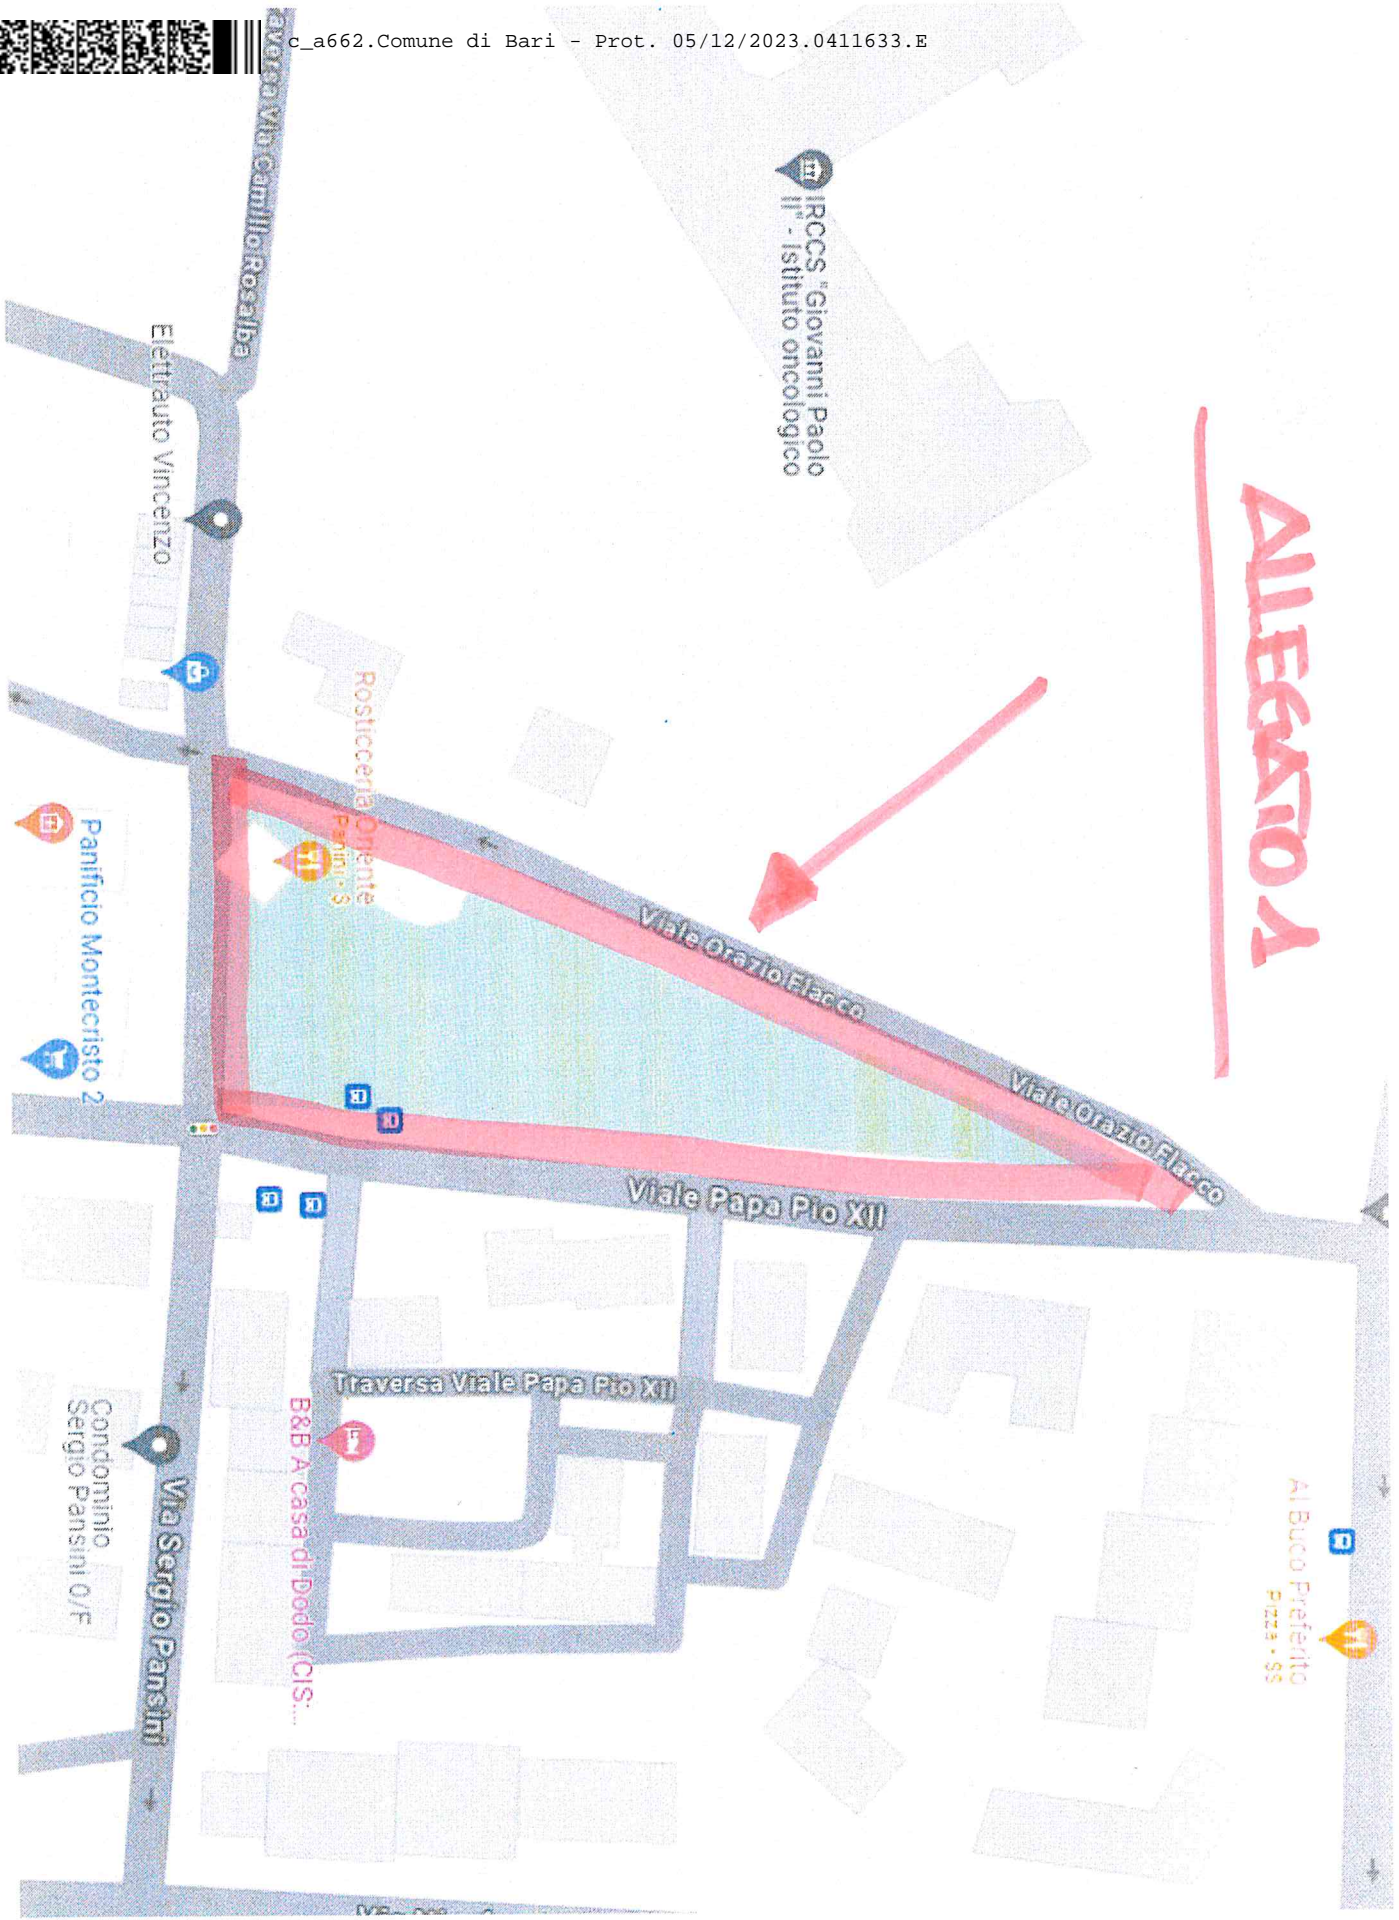 c_a662.Comune di Bari - Prot. 05/12/2023.0411633.E
ALLEGATO 1
IRCCS "Giovanni Paolo
II" - Istituto oncologico
Via Camillo Rosalba
Elettrauto Vincenzo
Rosticceria Oriente
Panini · $
Panificio Montecristo 2
Viale Orazio Flacco
Viale Orazio Flacco
Viale Papa Pio XII
Traversa Viale Papa Pio XII
B&B A casa di Dodo (CIS:...
Al Buco Preferito
Pizza · $$
Condominio
Sergio Pansini 0/F
Via Sergio Pansini